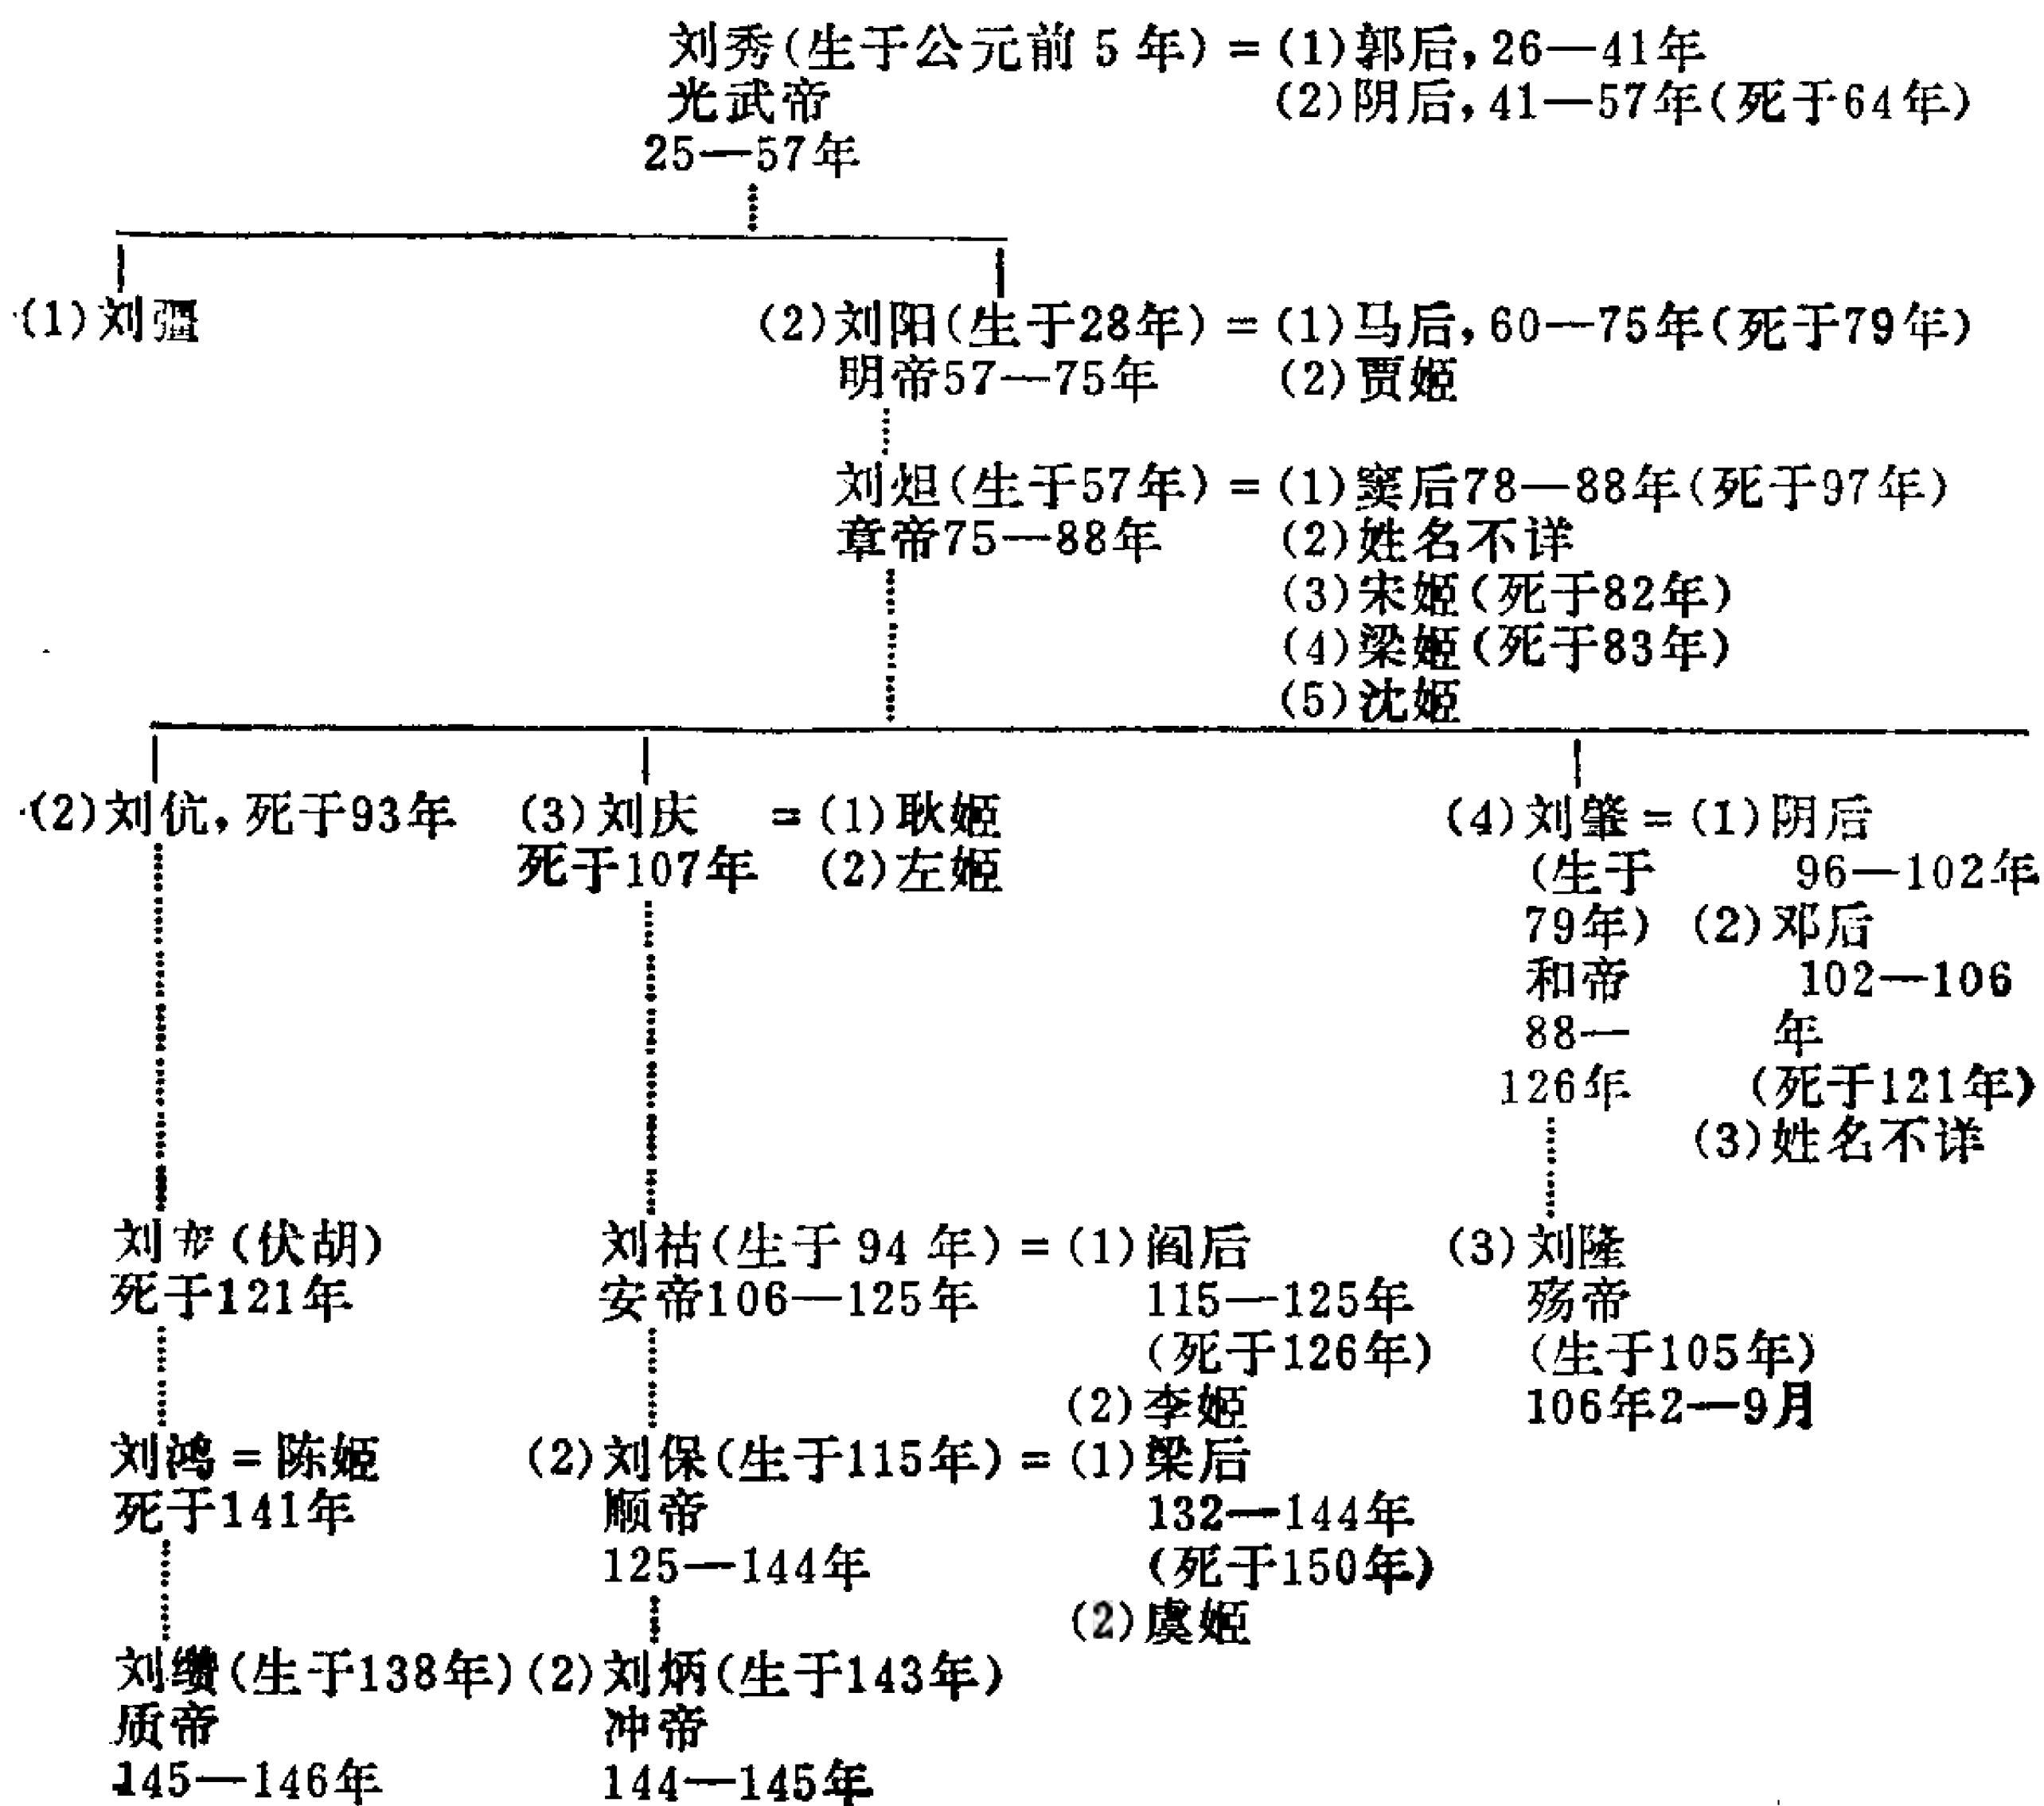 刘秀(生于公元前 5 年) = (1)郭后,26—41年
光武帝 (2)阴后,41—57年(死于64年)
25—57年
(1)刘彊 (2)刘阳(生于28年) = (1)马后,60—75年(死于79年)
明帝57—75年 (2)贾姬
刘炟(生于57年) = (1)窦后78—88年(死于97年)
章帝75—88年 (2)姓名不详
(3)宋姬(死于82年)
(4)梁姬(死于83年)
(5)沈姬
(2)刘伉,死于93年 (3)刘庆 = (1)耿姬 (4)刘肇 = (1)阴后
死于107年 (2)左姬 (生于 96—102年
79年) (2)邓后
和帝 102—106
88— 年
126年 (死于121年)
(3)姓名不详
刘(伏胡) 刘祜(生于 94 年) = (1)阎后 (3)刘隆
死于121年 安帝106—125年 115—125年 殇帝
(死于126年) (生于105年)
(2)李姬 106年2—9月
刘鸿 = 陈姬 (2)刘保(生于115年) = (1)梁后
死于141年 顺帝 132—144年
125—144年 (死于150年)
(2)虞姬
刘缵(生于138年) (2)刘炳(生于143年)
质帝 冲帝
145—146年 144—145年